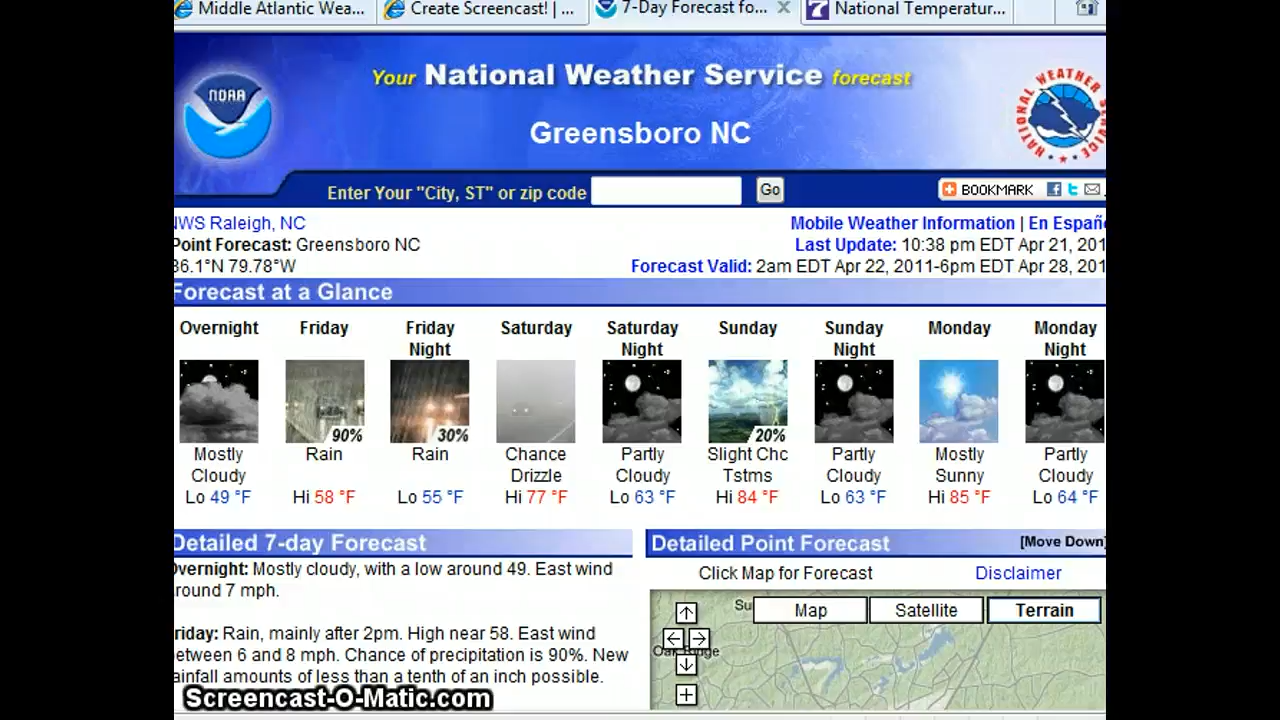 Middle Atlantic Wea...
Create Screencast! | ...
7-Day Forecast fo...
National Temperatur...
NOAA
Your National Weather Service forecast
Greensboro NC
NATIONAL WEATHER SERVICE
Enter Your "City, ST" or zip code
Go
BOOKMARK
NWS Raleigh, NC
Mobile Weather Information | En Españo
Point Forecast: Greensboro NC
Last Update: 10:38 pm EDT Apr 21, 201
36.1°N 79.78°W
Forecast Valid: 2am EDT Apr 22, 2011-6pm EDT Apr 28, 201
Forecast at a Glance
Overnight
Friday
Friday Night
Saturday
Saturday Night
Sunday
Sunday Night
Monday
Monday Night
90%
30%
20%
Mostly Cloudy
Rain
Rain
Chance Drizzle
Partly Cloudy
Slight Chc Tstms
Partly Cloudy
Mostly Sunny
Partly Cloudy
Lo 49 °F
Hi 58 °F
Lo 55 °F
Hi 77 °F
Lo 63 °F
Hi 84 °F
Lo 63 °F
Hi 85 °F
Lo 64 °F
Detailed 7-day Forecast
Overnight: Mostly cloudy, with a low around 49. East wind
around 7 mph.
Friday: Rain, mainly after 2pm. High near 58. East wind
between 6 and 8 mph. Chance of precipitation is 90%. New
rainfall amounts of less than a tenth of an inch possible.
Detailed Point Forecast
[Move Down]
Click Map for Forecast
Disclaimer
Su
Map
Satellite
Terrain
Screencast-O-Matic.com